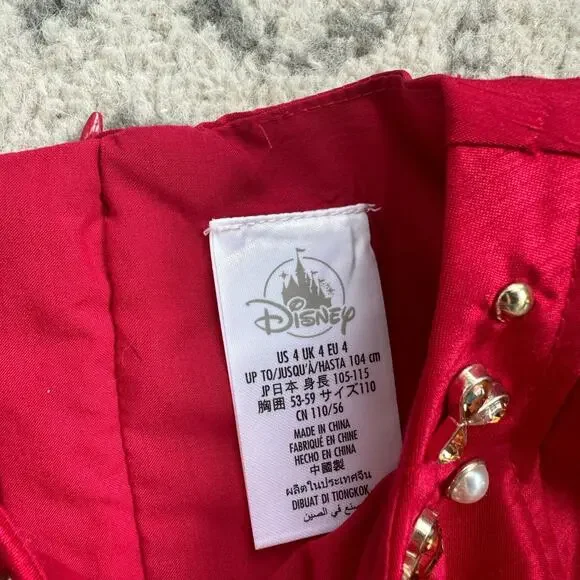 Disney
US 4 UK 4 EU 4
UP TO/JUSQU'À/HASTA 104 cm
JP日本 身長 105-115
胸囲 53-59 サイズ110
CN 110/56
MADE IN CHINA
FABRIQUÉ EN CHINE
HECHO EN CHINA
中國製
ผลิตในประเทศจีน
DIBUAT DI TIONGKOK
صنع في الصين